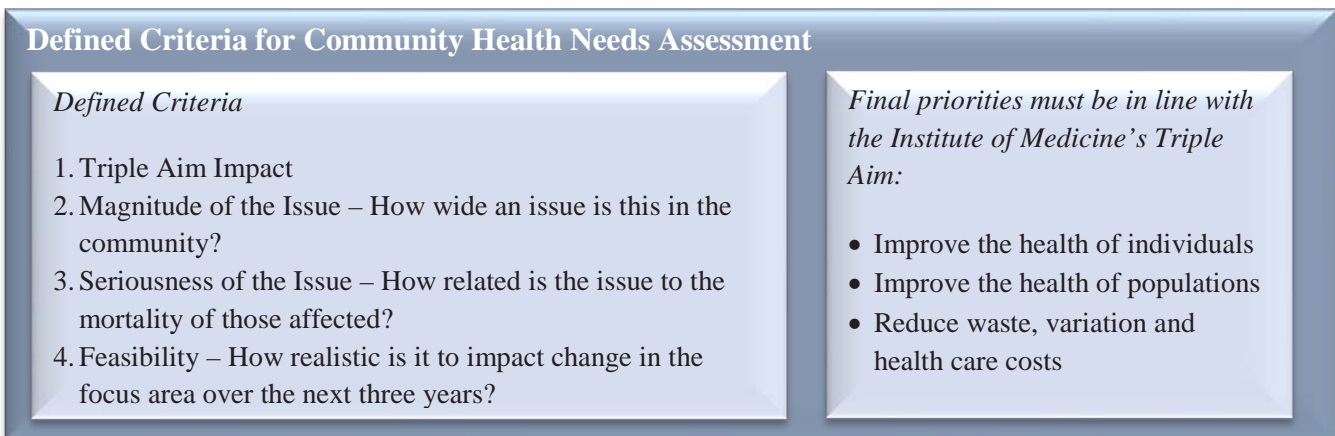 Defined Criteria for Community Health Needs Assessment
Defined Criteria
1. Triple Aim Impact
2. Magnitude of the Issue – How wide an issue is this in the
community?
3. Seriousness of the Issue – How related is the issue to the
mortality of those affected?
4. Feasibility – How realistic is it to impact change in the
focus area over the next three years?
Final priorities must be in line with
the Institute of Medicine’s Triple
Aim:
• Improve the health of individuals
• Improve the health of populations
• Reduce waste, variation and
health care costs